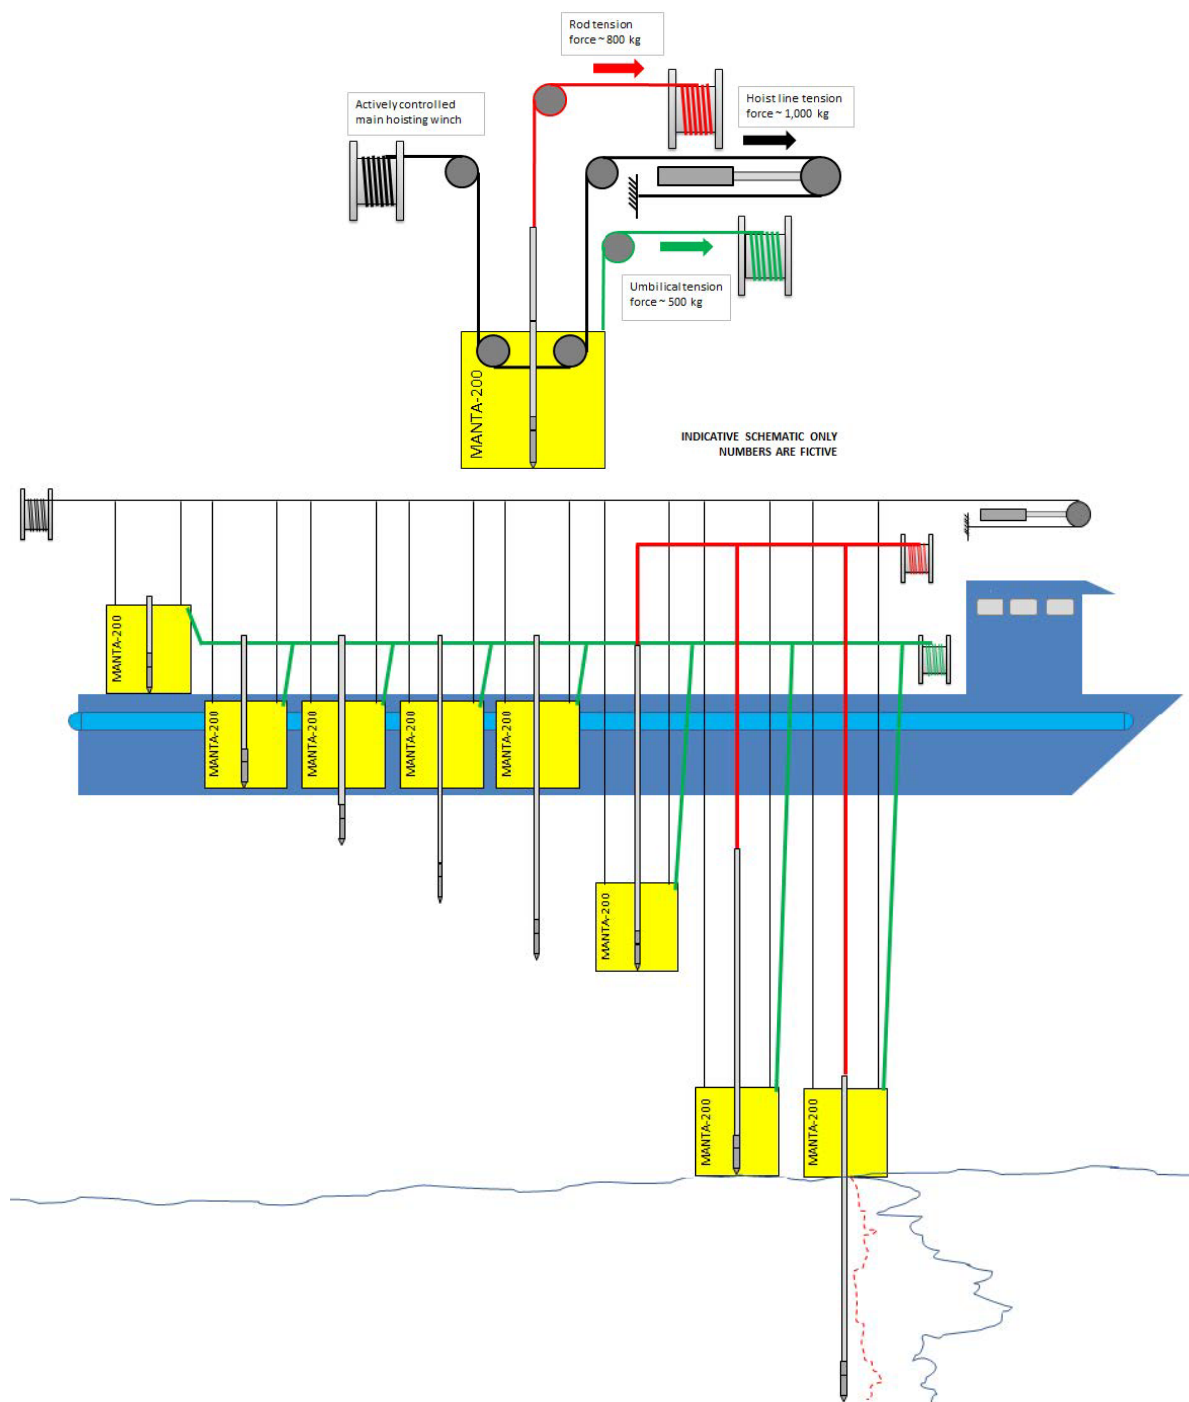 Rod tension
force ~ 800 kg
Actively controlled
main hoisting winch
Hoist line tension
force ~ 1,000 kg
Umbilical tension
force ~ 500 kg
MANTA-200
INDICATIVE SCHEMATIC ONLY
NUMBERS ARE FICTIVE
MANTA-200
MANTA-200
MANTA-200
MANTA-200
MANTA-200
MANTA-200
MANTA-200
MANTA-200